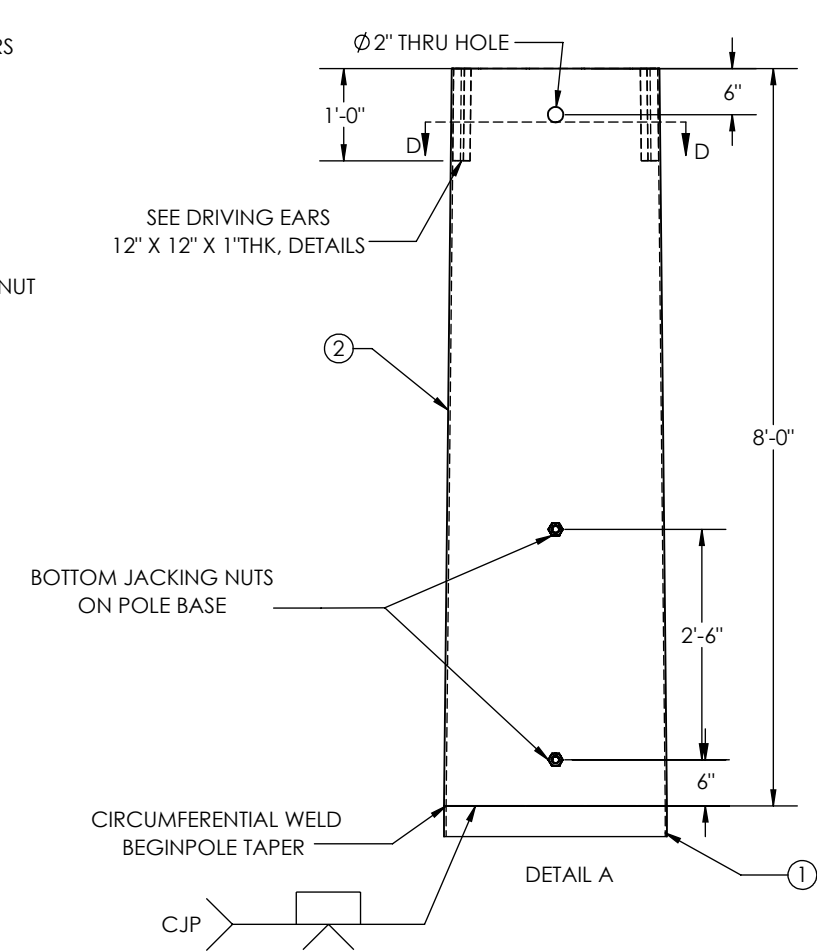 RS
Ø2" THRU HOLE
6"
1'-0"
D
D
SEE DRIVING EARS
12" X 12" X 1"THK, DETAILS
NUT
2
8'-0"
BOTTOM JACKING NUTS
ON POLE BASE
2'-6"
6"
CIRCUMFERENTIAL WELD
BEGINPOLE TAPER
DETAIL A
1
CJP